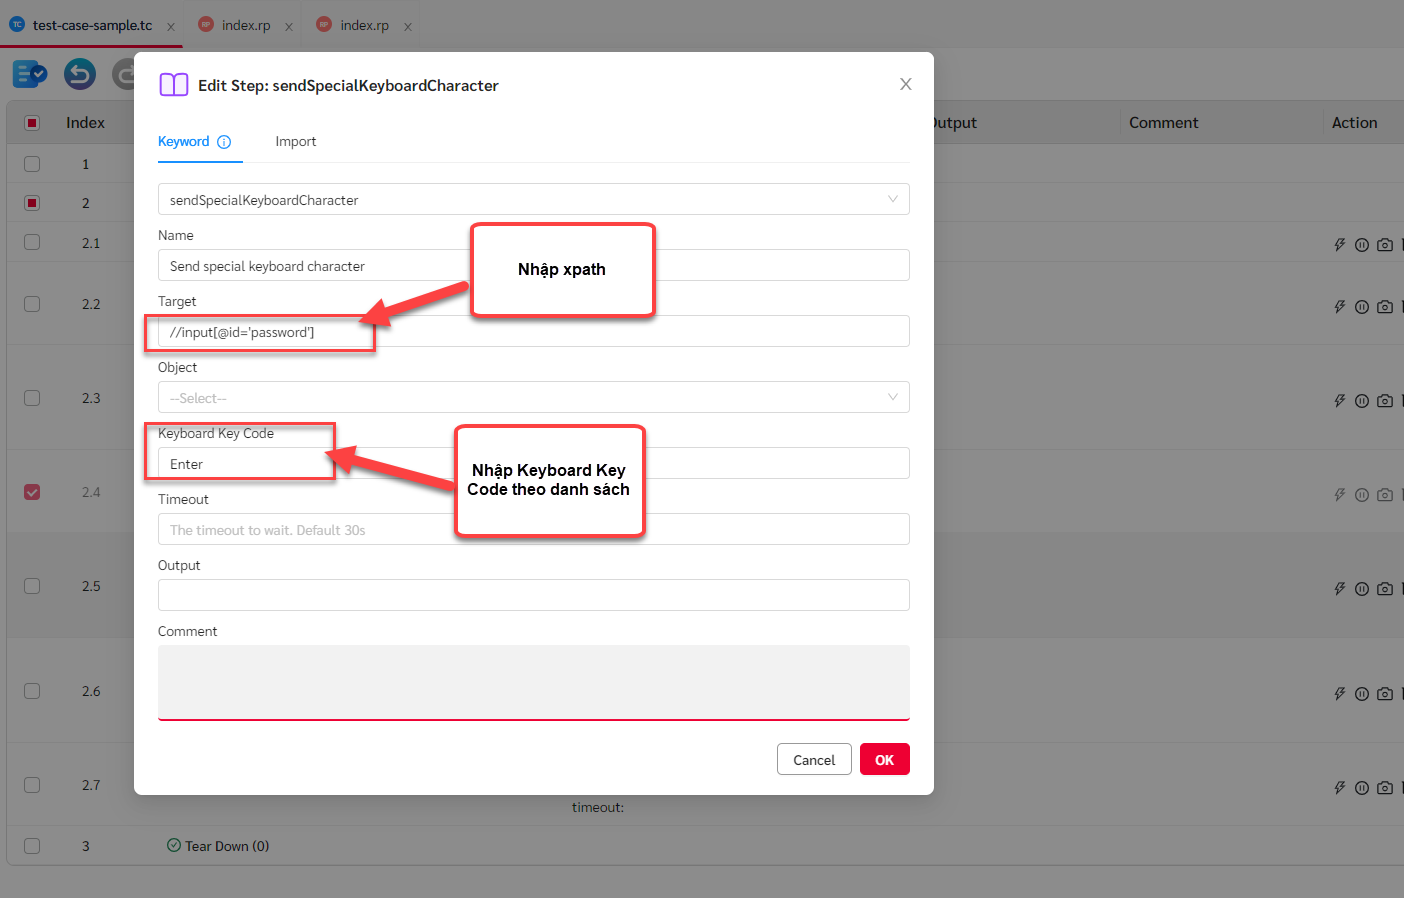 TC test-case-sample.tc x RP index.rp x RP index.rp x
Edit Step: sendSpecialKeyboardCharacter
Index
Output
Comment
Action
Keyword
Import
1
sendSpecialKeyboardCharacter
2
Name
2.1
Send special keyboard character
Nhập xpath
Target
2.2
//input[@id='password']
Object
--Select--
2.3
Keyboard Key Code
Enter
Nhập Keyboard Key
Code theo danh sách
2.4
Timeout
The timeout to wait. Default 30s
Output
2.5
Comment
2.6
Cancel
OK
2.7
timeout:
3
Tear Down (0)